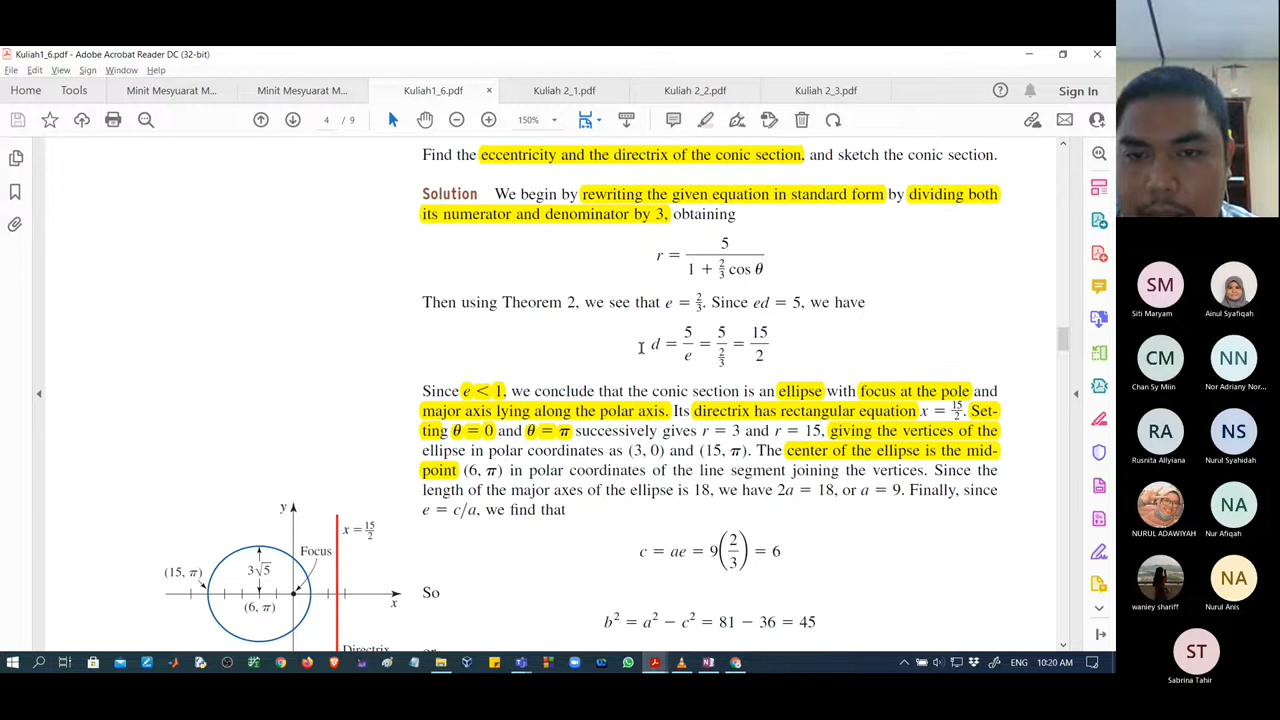 Kuliah1_6.pdf - Adobe Acrobat Reader DC (32-bit)
File Edit View Sign Window Help
Home Tools Minit Mesyuarat M... Minit Mesyuarat M... Kuliah1_6.pdf × Kuliah 2_1.pdf Kuliah 2_2.pdf Kuliah 2_3.pdf Sign In
4 / 9 150%
Find the eccentricity and the directrix of the conic section, and sketch the conic section.
Solution We begin by rewriting the given equation in standard form by dividing both
its numerator and denominator by 3, obtaining
r = 5 / (1 + 2/3 cos θ)
Then using Theorem 2, we see that e = 2/3. Since ed = 5, we have
d = 5/e = 5/(2/3) = 15/2
Since e < 1, we conclude that the conic section is an ellipse with focus at the pole and
major axis lying along the polar axis. Its directrix has rectangular equation x = 15/2. Set-
ting θ = 0 and θ = π successively gives r = 3 and r = 15, giving the vertices of the
ellipse in polar coordinates as (3, 0) and (15, π). The center of the ellipse is the mid-
point (6, π) in polar coordinates of the line segment joining the vertices. Since the
length of the major axes of the ellipse is 18, we have 2a = 18, or a = 9. Finally, since
e = c/a, we find that
c = ae = 9(2/3) = 6
So
b² = a² − c² = 81 − 36 = 45
y
x = 15/2
Focus
(15, π)
3√5
(6, π)
x
Directrix
SM
Siti Maryam
Ainul Syafiqah
CM
Chan Sy Miin
NN
Nor Adriany Nor...
RA
Rusnita Allyiana
NS
Nurul Syahidah
NURUL ADAWIYAH
NA
Nur Afiqah
waniey shariff
NA
Nurul Anis
ST
Sabrina Tahir
ENG 10:20 AM